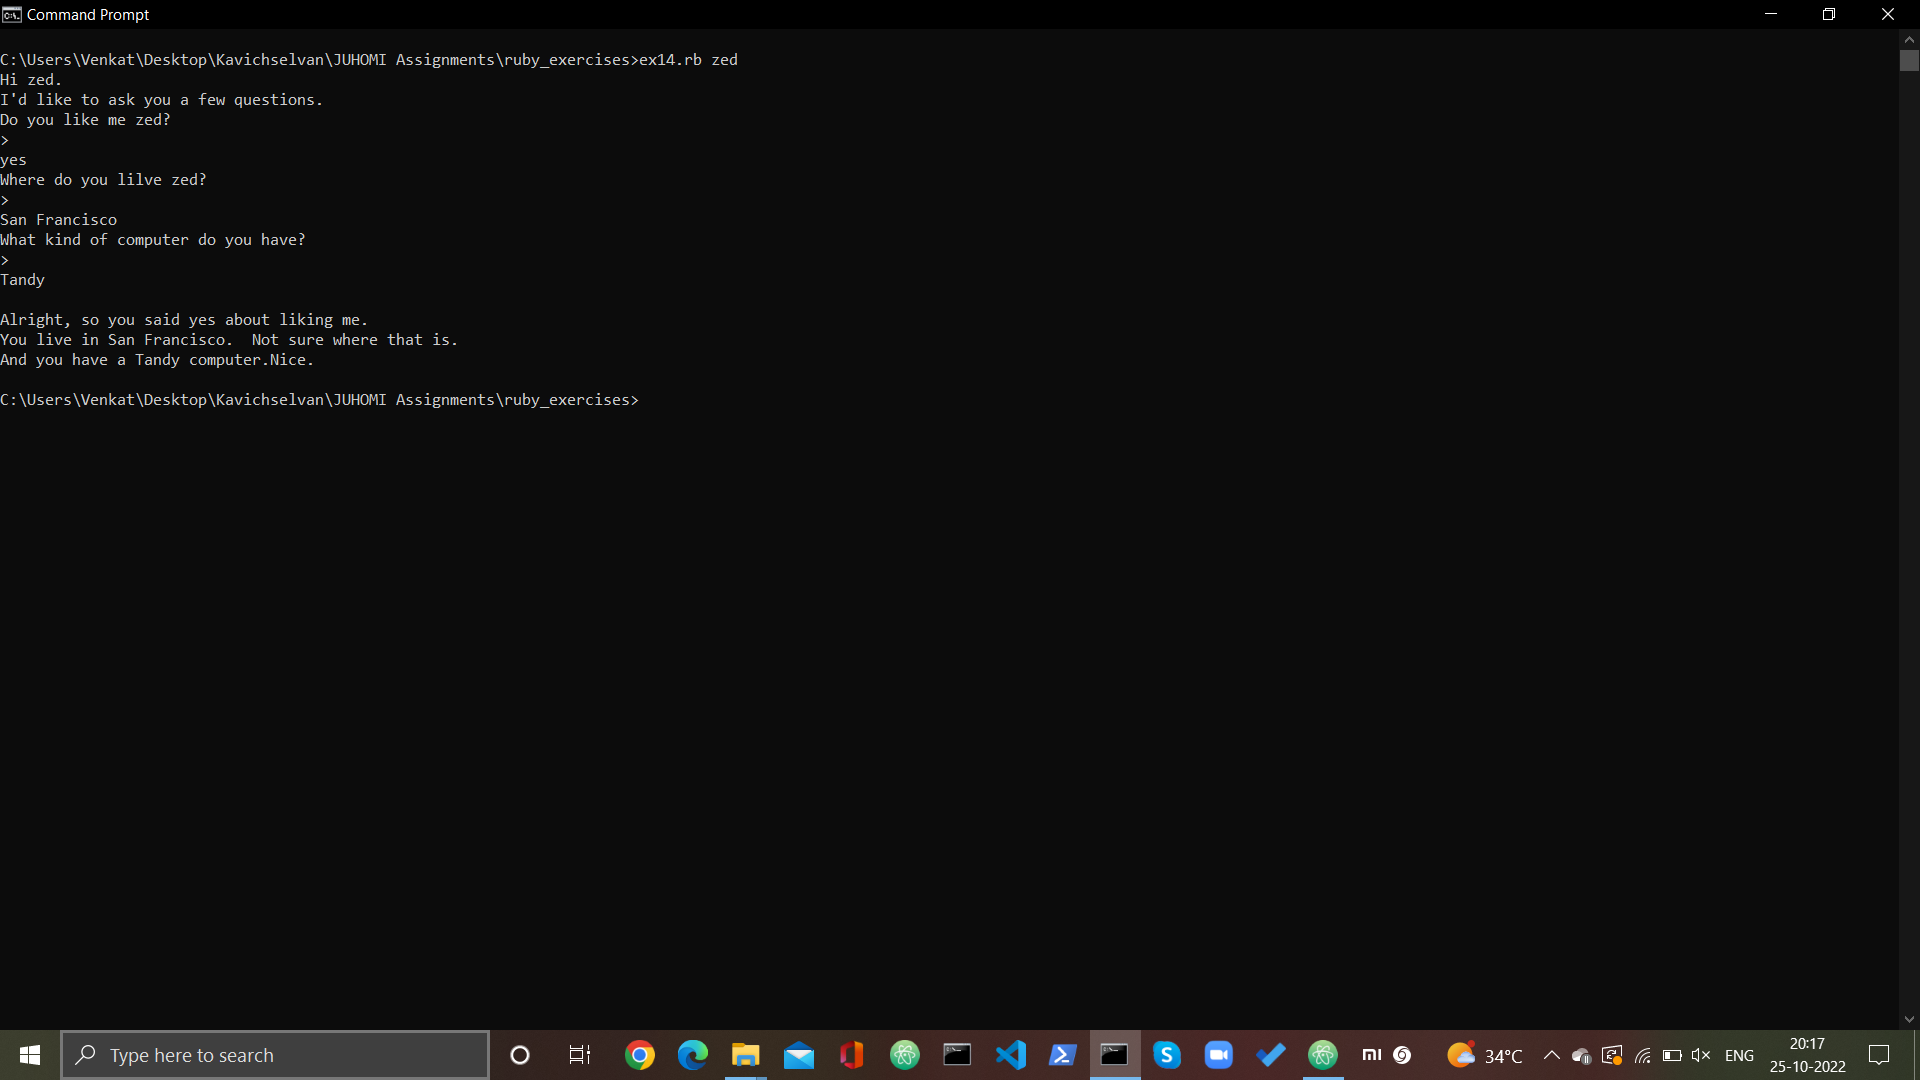 Command Prompt
C:\Users\Venkat\Desktop\Kavichselvan\JUHOMI Assignments\ruby_exercises>ex14.rb zed
Hi zed.
I'd like to ask you a few questions.
Do you like me zed?
>
yes
Where do you lilve zed?
>
San Francisco
What kind of computer do you have?
>
Tandy
Alright, so you said yes about liking me.
You live in San Francisco.  Not sure where that is.
And you have a Tandy computer.Nice.
C:\Users\Venkat\Desktop\Kavichselvan\JUHOMI Assignments\ruby_exercises>
Type here to search
34°C
ENG
20:17
25-10-2022